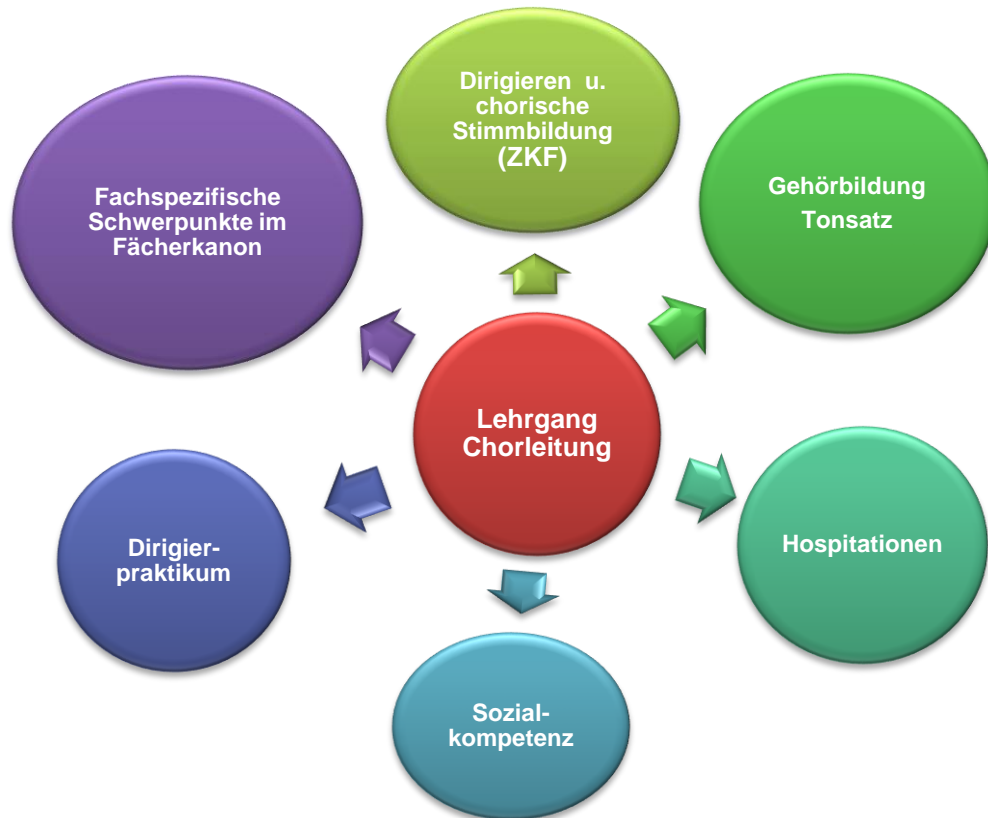 Dirigieren u.
chorische
Stimmbildung
(ZKF)
Gehörbildung
Tonsatz
Fachspezifische
Schwerpunkte im
Fächerkanon
Lehrgang
Chorleitung
Hospitationen
Dirigier-
praktikum
Sozial-
kompetenz